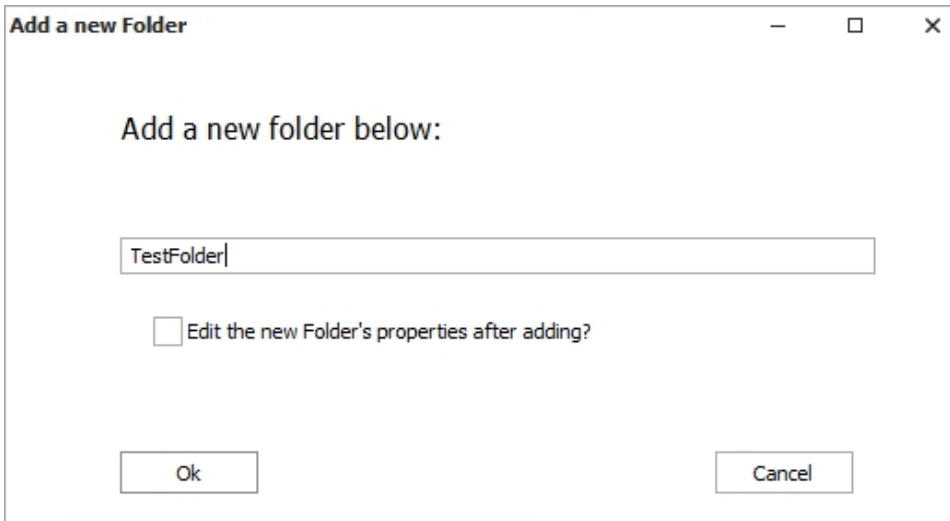 Add a new Folder
Add a new folder below:
TestFolder
Edit the new Folder's properties after adding?
Ok
Cancel